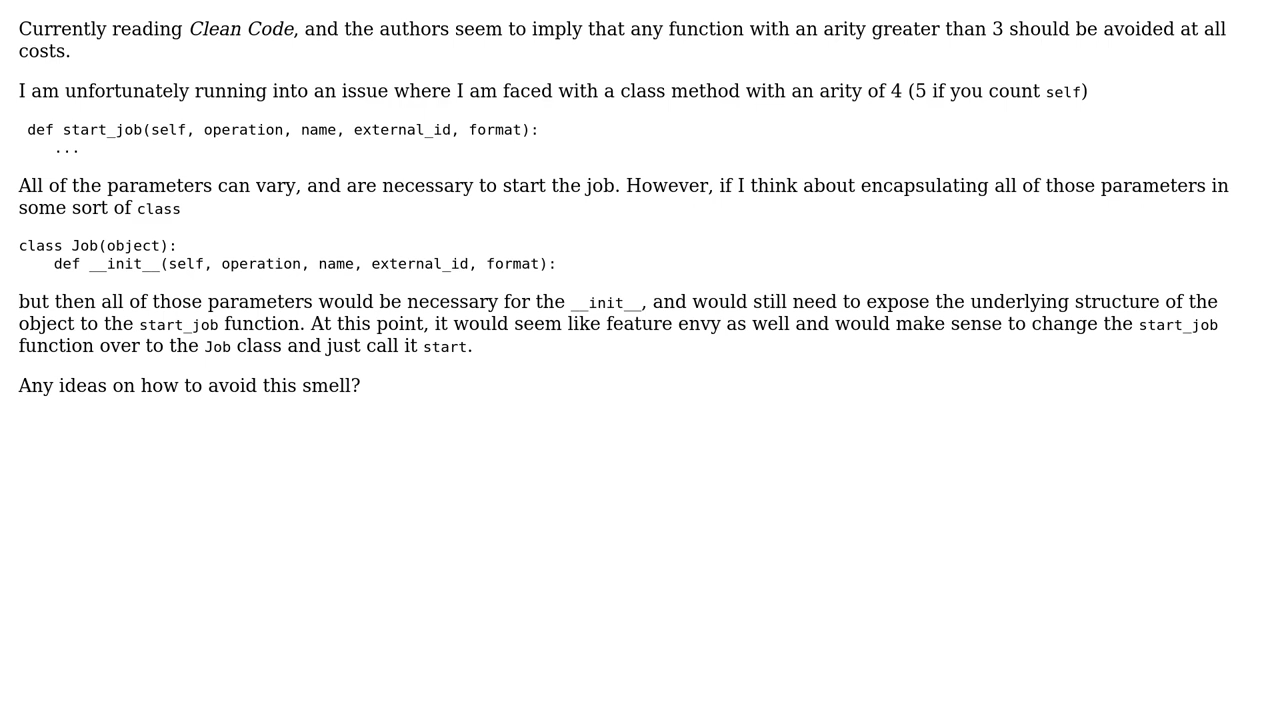 Currently reading Clean Code, and the authors seem to imply that any function with an arity greater than 3 should be avoided at all
costs.
I am unfortunately running into an issue where I am faced with a class method with an arity of 4 (5 if you count self)
def start_job(self, operation, name, external_id, format):
...
All of the parameters can vary, and are necessary to start the job. However, if I think about encapsulating all of those parameters in
some sort of class
class Job(object):
def __init__(self, operation, name, external_id, format):
but then all of those parameters would be necessary for the __init__, and would still need to expose the underlying structure of the
object to the start_job function. At this point, it would seem like feature envy as well and would make sense to change the start_job
function over to the Job class and just call it start.
Any ideas on how to avoid this smell?